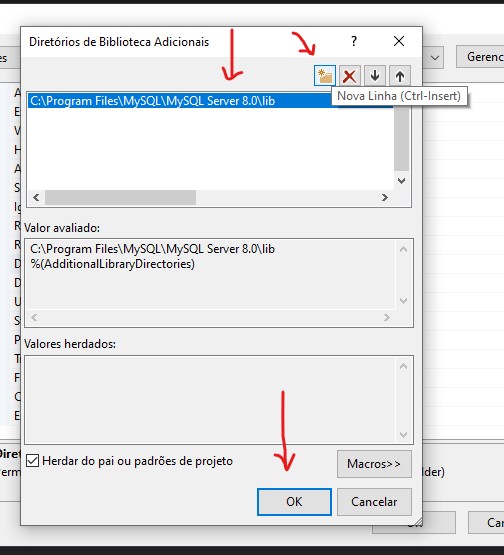 Diretórios de Biblioteca Adicionais
?
Gerenc
Nova Linha (Ctrl-Insert)
C:\Program Files\MySQL\MySQL Server 8.0\lib
Valor avaliado:
C:\Program Files\MySQL\MySQL Server 8.0\lib
%(AdditionalLibraryDirectories)
Valores herdados:
Herdar do pai ou padrões de projeto
Macros>>
lder)
OK
Cancelar